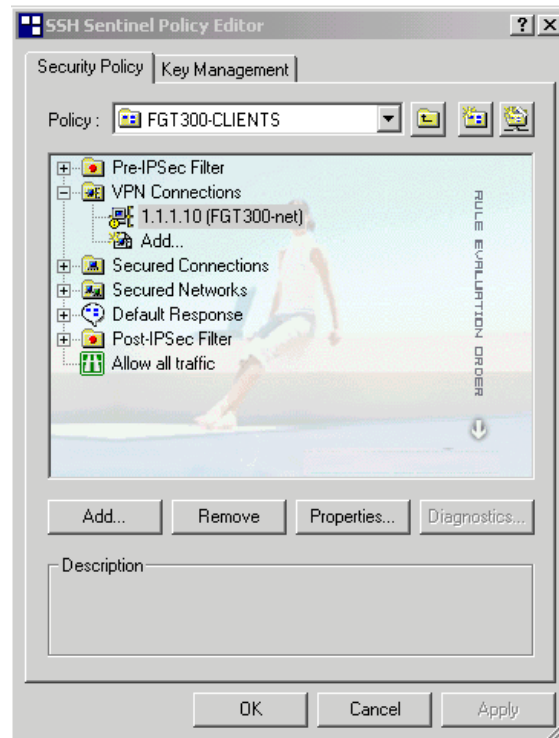 SSH Sentinel Policy Editor
Security Policy
Key Management
Policy :
FGT300-CLIENTS
Pre-IPSec Filter
VPN Connections
1.1.1.10 (FGT300-net)
Add...
Secured Connections
Secured Networks
Default Response
Post-IPSec Filter
Allow all traffic
RULE EVALUATION ORDER
Add...
Remove
Properties...
Diagnostics...
Description
OK
Cancel
Apply